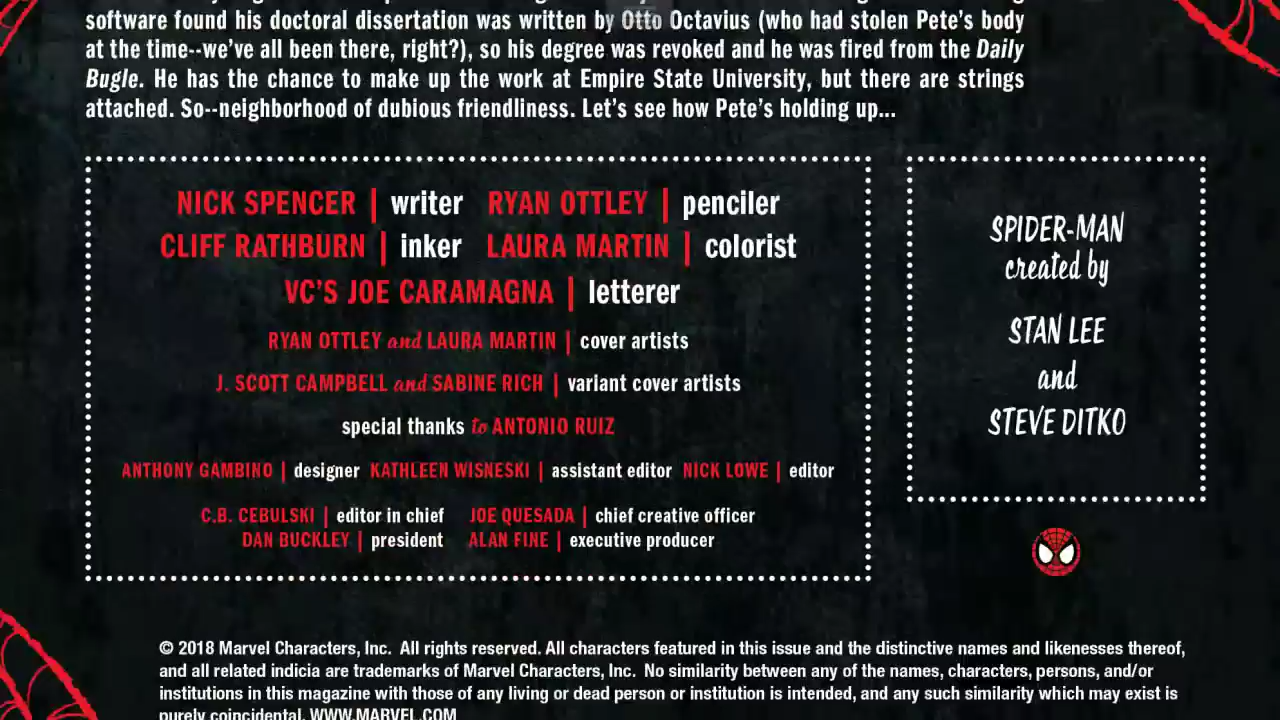 software found his doctoral dissertation was written by Otto Octavius (who had stolen Pete's body
at the time--we've all been there, right?), so his degree was revoked and he was fired from the Daily
Bugle. He has the chance to make up the work at Empire State University, but there are strings
attached. So--neighborhood of dubious friendliness. Let's see how Pete's holding up...
NICK SPENCER | writer RYAN OTTLEY | penciler
CLIFF RATHBURN | inker LAURA MARTIN | colorist
VC'S JOE CARAMAGNA | letterer
RYAN OTTLEY and LAURA MARTIN | cover artists
J. SCOTT CAMPBELL and SABINE RICH | variant cover artists
special thanks to ANTONIO RUIZ
ANTHONY GAMBINO | designer KATHLEEN WISNESKI | assistant editor NICK LOWE | editor
C.B. CEBULSKI | editor in chief JOE QUESADA | chief creative officer
DAN BUCKLEY | president ALAN FINE | executive producer
SPIDER-MAN
created by
STAN LEE
and
STEVE DITKO
© 2018 Marvel Characters, Inc. All rights reserved. All characters featured in this issue and the distinctive names and likenesses thereof,
and all related indicia are trademarks of Marvel Characters, Inc. No similarity between any of the names, characters, persons, and/or
institutions in this magazine with those of any living or dead person or institution is intended, and any such similarity which may exist is
purely coincidental. WWW.MARVEL.COM